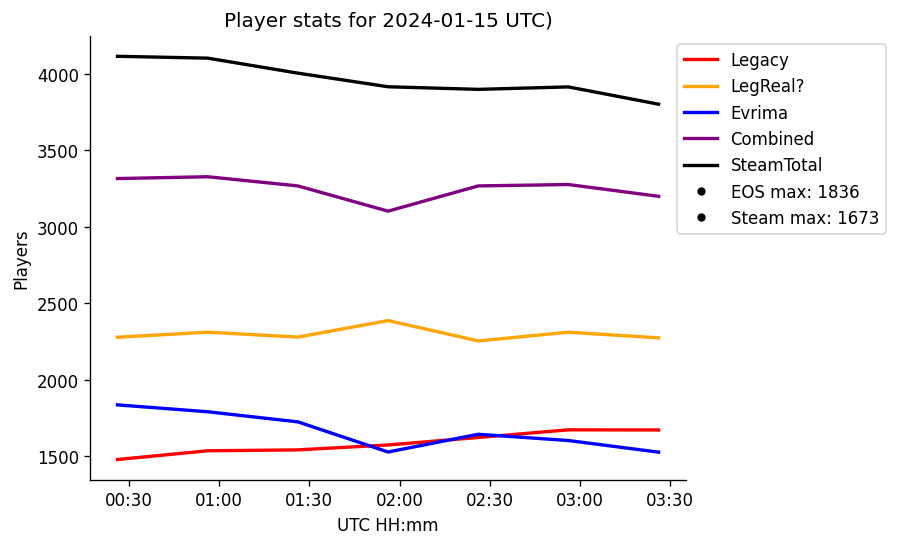 Player stats for 2024-01-15 UTC)
Players
4000
3500
3000
2500
2000
1500
00:30 01:00 01:30 02:00 02:30 03:00 03:30
UTC HH:mm
Legacy
LegReal?
Evrima
Combined
SteamTotal
EOS max: 1836
Steam max: 1673